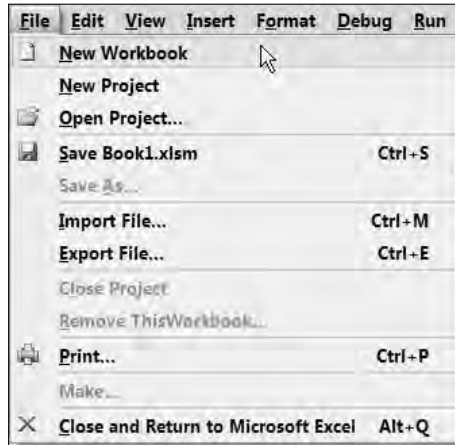 File Edit View Insert Format Debug Run
New Workbook
New Project
Open Project...
Save Book1.xlsm Ctrl+S
Save As...
Import File... Ctrl+M
Export File... Ctrl+E
Close Project
Remove ThisWorkbook...
Print... Ctrl+P
Make...
Close and Return to Microsoft Excel Alt+Q